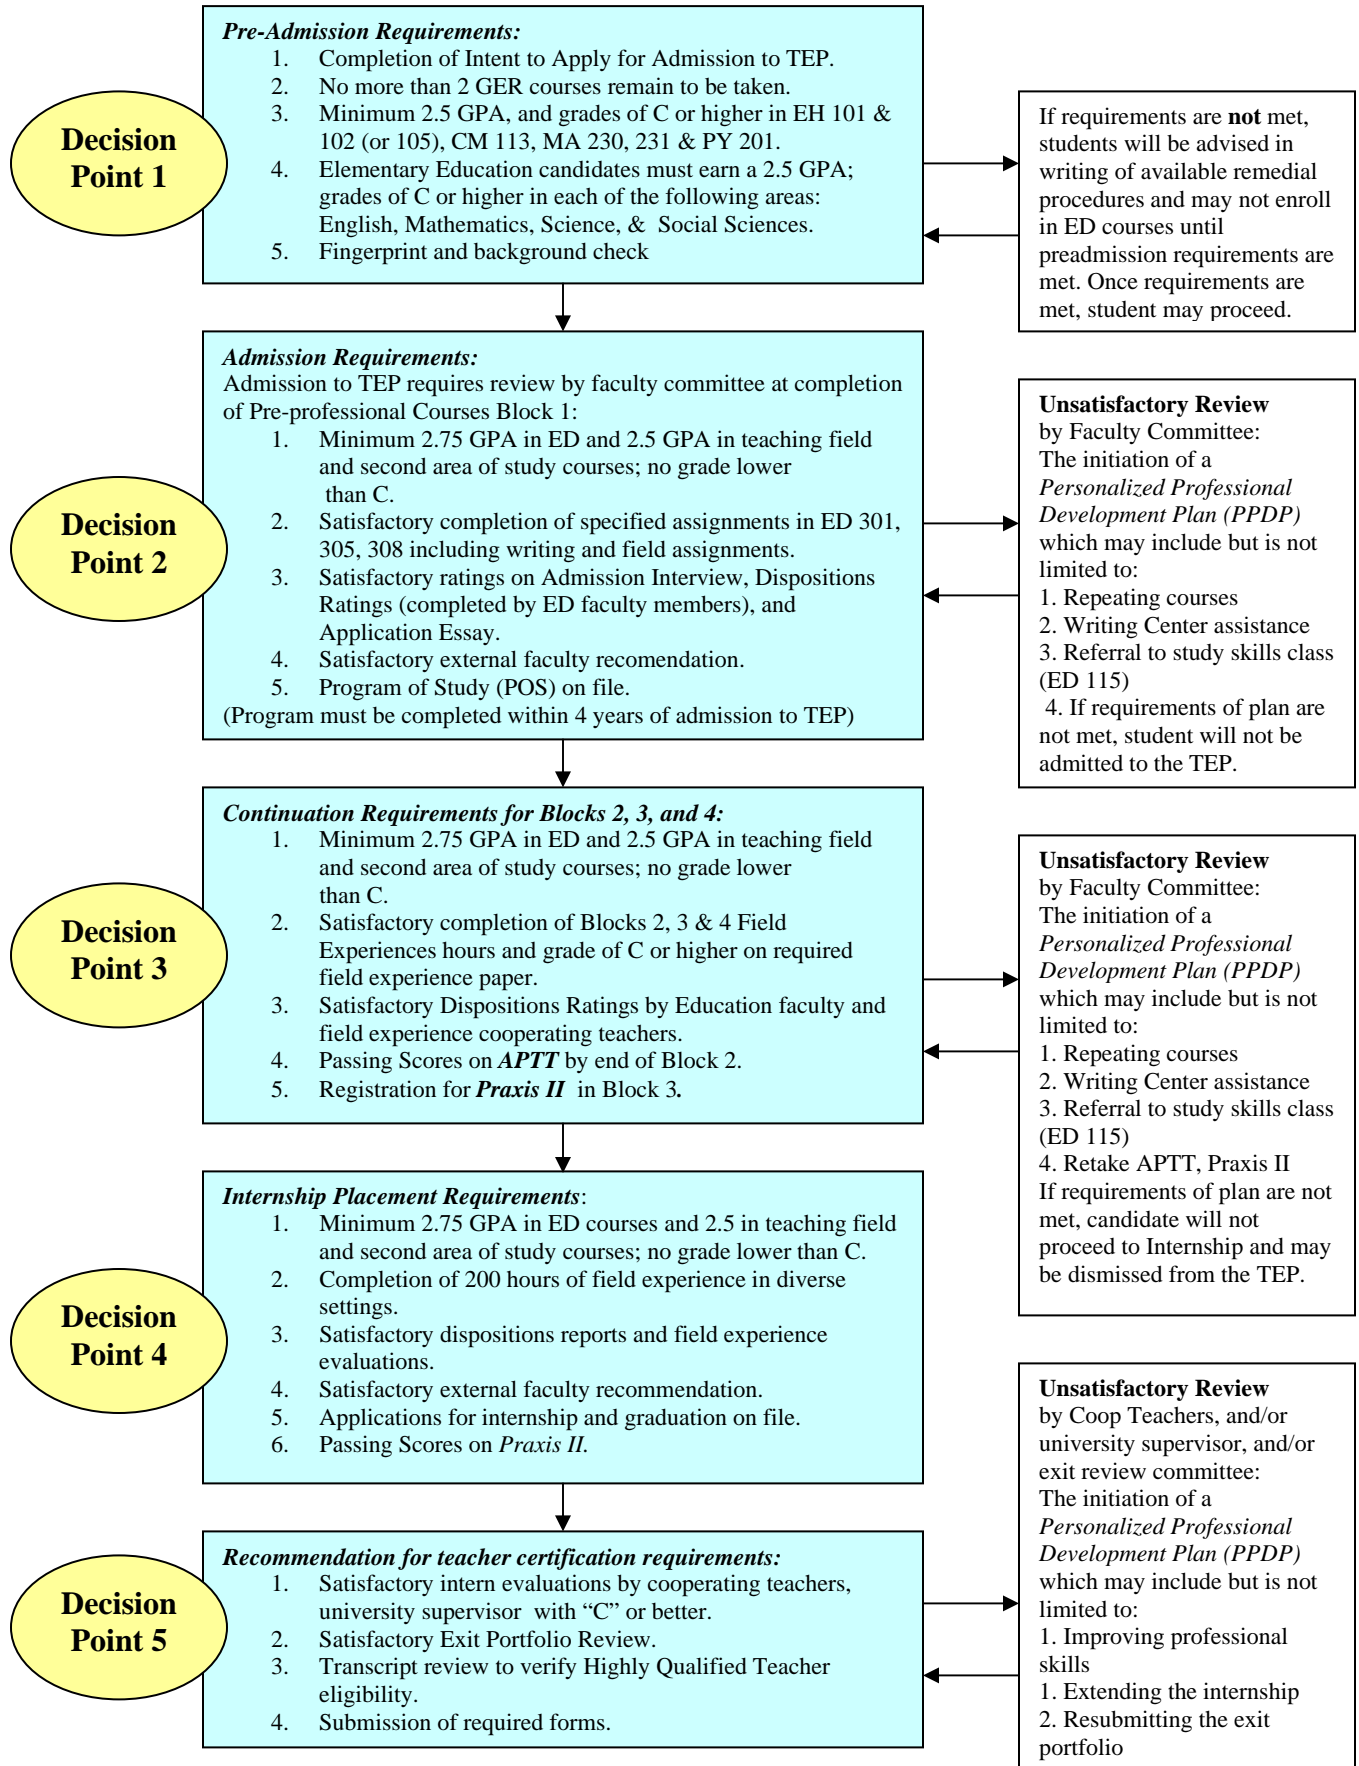 Decision
Point 1
Pre-Admission Requirements:
1. Completion of Intent to Apply for Admission to TEP.
2. No more than 2 GER courses remain to be taken.
3. Minimum 2.5 GPA, and grades of C or higher in EH 101 &
102 (or 105), CM 113, MA 230, 231 & PY 201.
4. Elementary Education candidates must earn a 2.5 GPA;
grades of C or higher in each of the following areas:
English, Mathematics, Science, & Social Sciences.
5. Fingerprint and background check
If requirements are not met,
students will be advised in
writing of available remedial
procedures and may not enroll
in ED courses until
preadmission requirements are
met. Once requirements are
met, student may proceed.
Decision
Point 2
Admission Requirements:
Admission to TEP requires review by faculty committee at completion
of Pre-professional Courses Block 1:
1. Minimum 2.75 GPA in ED and 2.5 GPA in teaching field
and second area of study courses; no grade lower
than C.
2. Satisfactory completion of specified assignments in ED 301,
305, 308 including writing and field assignments.
3. Satisfactory ratings on Admission Interview, Dispositions
Ratings (completed by ED faculty members), and
Application Essay.
4. Satisfactory external faculty recomendation.
5. Program of Study (POS) on file.
(Program must be completed within 4 years of admission to TEP)
Unsatisfactory Review
by Faculty Committee:
The initiation of a
Personalized Professional
Development Plan (PPDP)
which may include but is not
limited to:
1. Repeating courses
2. Writing Center assistance
3. Referral to study skills class
(ED 115)
4. If requirements of plan are
not met, student will not be
admitted to the TEP.
Decision
Point 3
Continuation Requirements for Blocks 2, 3, and 4:
1. Minimum 2.75 GPA in ED and 2.5 GPA in teaching field
and second area of study courses; no grade lower
than C.
2. Satisfactory completion of Blocks 2, 3 & 4 Field
Experiences hours and grade of C or higher on required
field experience paper.
3. Satisfactory Dispositions Ratings by Education faculty and
field experience cooperating teachers.
4. Passing Scores on APTT by end of Block 2.
5. Registration for Praxis II in Block 3.
Unsatisfactory Review
by Faculty Committee:
The initiation of a
Personalized Professional
Development Plan (PPDP)
which may include but is not
limited to:
1. Repeating courses
2. Writing Center assistance
3. Referral to study skills class
(ED 115)
4. Retake APTT, Praxis II
If requirements of plan are not
met, candidate will not
proceed to Internship and may
be dismissed from the TEP.
Decision
Point 4
Internship Placement Requirements:
1. Minimum 2.75 GPA in ED courses and 2.5 in teaching field
and second area of study courses; no grade lower than C.
2. Completion of 200 hours of field experience in diverse
settings.
3. Satisfactory dispositions reports and field experience
evaluations.
4. Satisfactory external faculty recommendation.
5. Applications for internship and graduation on file.
6. Passing Scores on Praxis II.
Decision
Point 5
Recommendation for teacher certification requirements:
1. Satisfactory intern evaluations by cooperating teachers,
university supervisor with “C” or better.
2. Satisfactory Exit Portfolio Review.
3. Transcript review to verify Highly Qualified Teacher
eligibility.
4. Submission of required forms.
Unsatisfactory Review
by Coop Teachers, and/or
university supervisor, and/or
exit review committee:
The initiation of a
Personalized Professional
Development Plan (PPDP)
which may include but is not
limited to:
1. Improving professional
skills
1. Extending the internship
2. Resubmitting the exit
portfolio